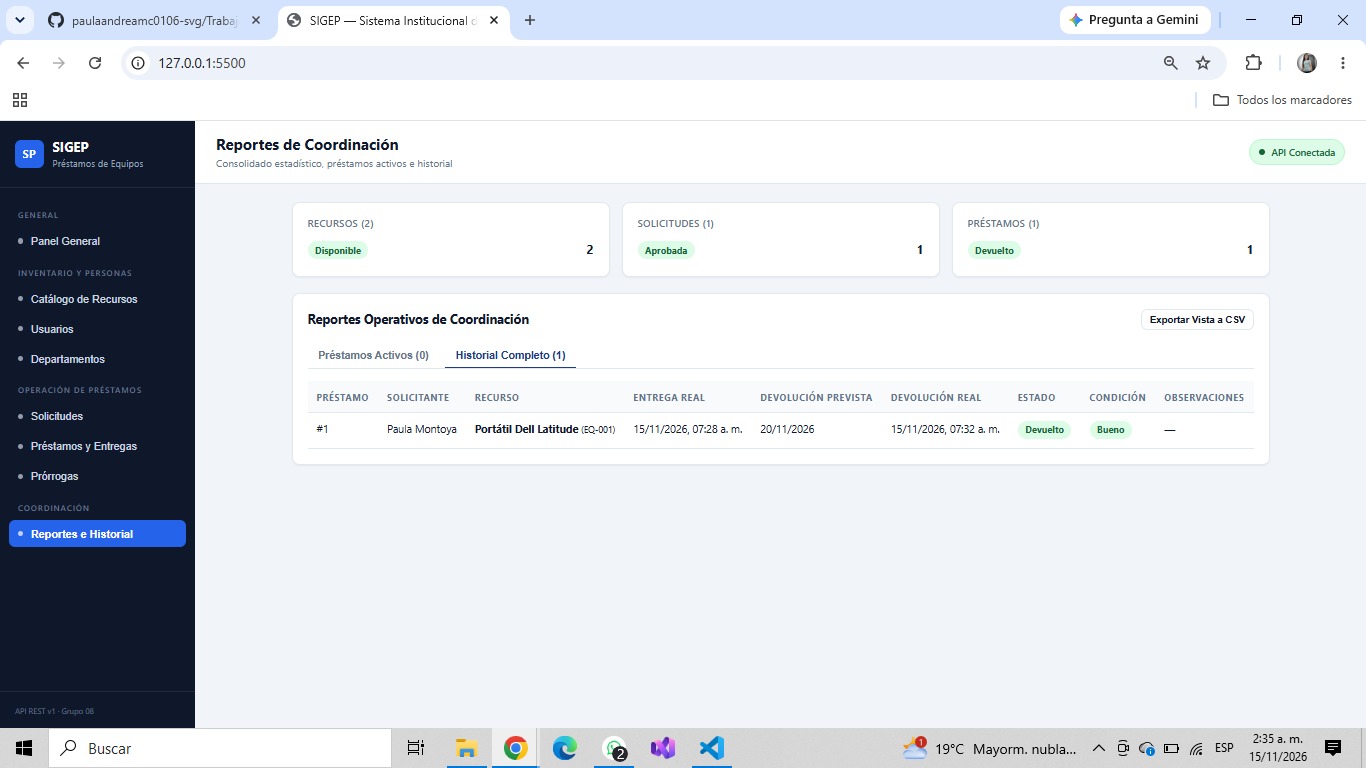 paulaandreamc0106-svg/Trabaj
SIGEP — Sistema Institucional d
Pregunta a Gemini
127.0.0.1:5500
Todos los marcadores
SP
SIGEP
Préstamos de Equipos
GENERAL
Panel General
INVENTARIO Y PERSONAS
Catálogo de Recursos
Usuarios
Departamentos
OPERACIÓN DE PRÉSTAMOS
Solicitudes
Préstamos y Entregas
Prórrogas
COORDINACIÓN
Reportes e Historial
API REST v1 · Grupo 08
Reportes de Coordinación
Consolidado estadístico, préstamos activos e historial
API Conectada
RECURSOS (2)
Disponible 2
SOLICITUDES (1)
Aprobada 1
PRÉSTAMOS (1)
Devuelto 1
Reportes Operativos de Coordinación
Exportar Vista a CSV
Préstamos Activos (0) Historial Completo (1)
PRÉSTAMO SOLICITANTE RECURSO ENTREGA REAL DEVOLUCIÓN PREVISTA DEVOLUCIÓN REAL ESTADO CONDICIÓN OBSERVACIONES
#1 Paula Montoya Portátil Dell Latitude (EQ-001) 15/11/2026, 07:28 a. m. 20/11/2026 15/11/2026, 07:32 a. m. Devuelto Bueno —
Buscar
2
1
19°C Mayorm. nubla...
ESP
2:35 a. m.
15/11/2026